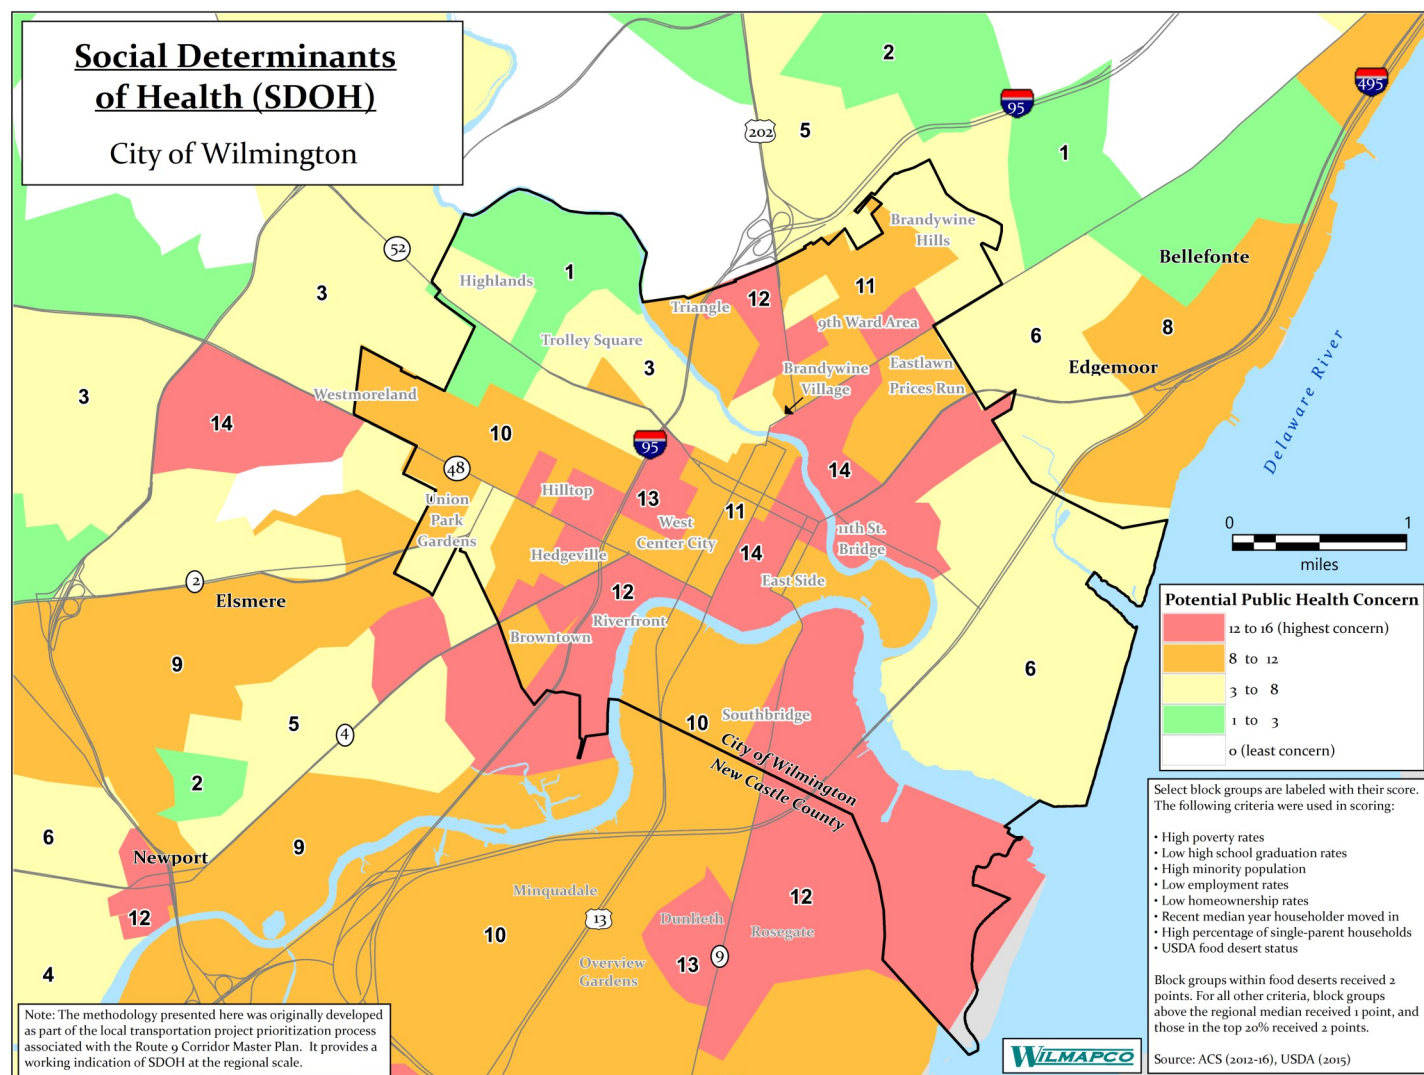 Social Determinants
of Health (SDOH)
City of Wilmington
2
495
95
202
5
1
Brandywine
Hills
52
Bellefonte
Highlands
1
3
Triangle
12
11
9th Ward Area
Trolley Square
6
8
3
Brandywine
Village
Eastlawn
Edgemoor
Prices Run
Westmoreland
3
14
10
95
Delaware River
48
14
Hilltop
13
Union
Park
Gardens
11
West
Center City
11th St.
Bridge
0 1
miles
Hedgeville
14
2
East Side
Elsmere
12
Riverfront
Browntown
9
6
5
4
10
Southbridge
City of Wilmington
New Castle County
2
6
9
Newport
12
Minquadale
13
12
Dunlieth
Rosegate
10
9
Overview
Gardens
13
4
Potential Public Health Concern
12 to 16 (highest concern)
8 to 12
3 to 8
1 to 3
0 (least concern)
Select block groups are labeled with their score.
The following criteria were used in scoring:
• High poverty rates
• Low high school graduation rates
• High minority population
• Low employment rates
• Low homeownership rates
• Recent median year householder moved in
• High percentage of single-parent households
• USDA food desert status
Block groups within food deserts received 2
points. For all other criteria, block groups
above the regional median received 1 point, and
those in the top 20% received 2 points.
Source: ACS (2012-16), USDA (2015)
Note: The methodology presented here was originally developed
as part of the local transportation project prioritization process
associated with the Route 9 Corridor Master Plan. It provides a
working indication of SDOH at the regional scale.
WILMAPCO